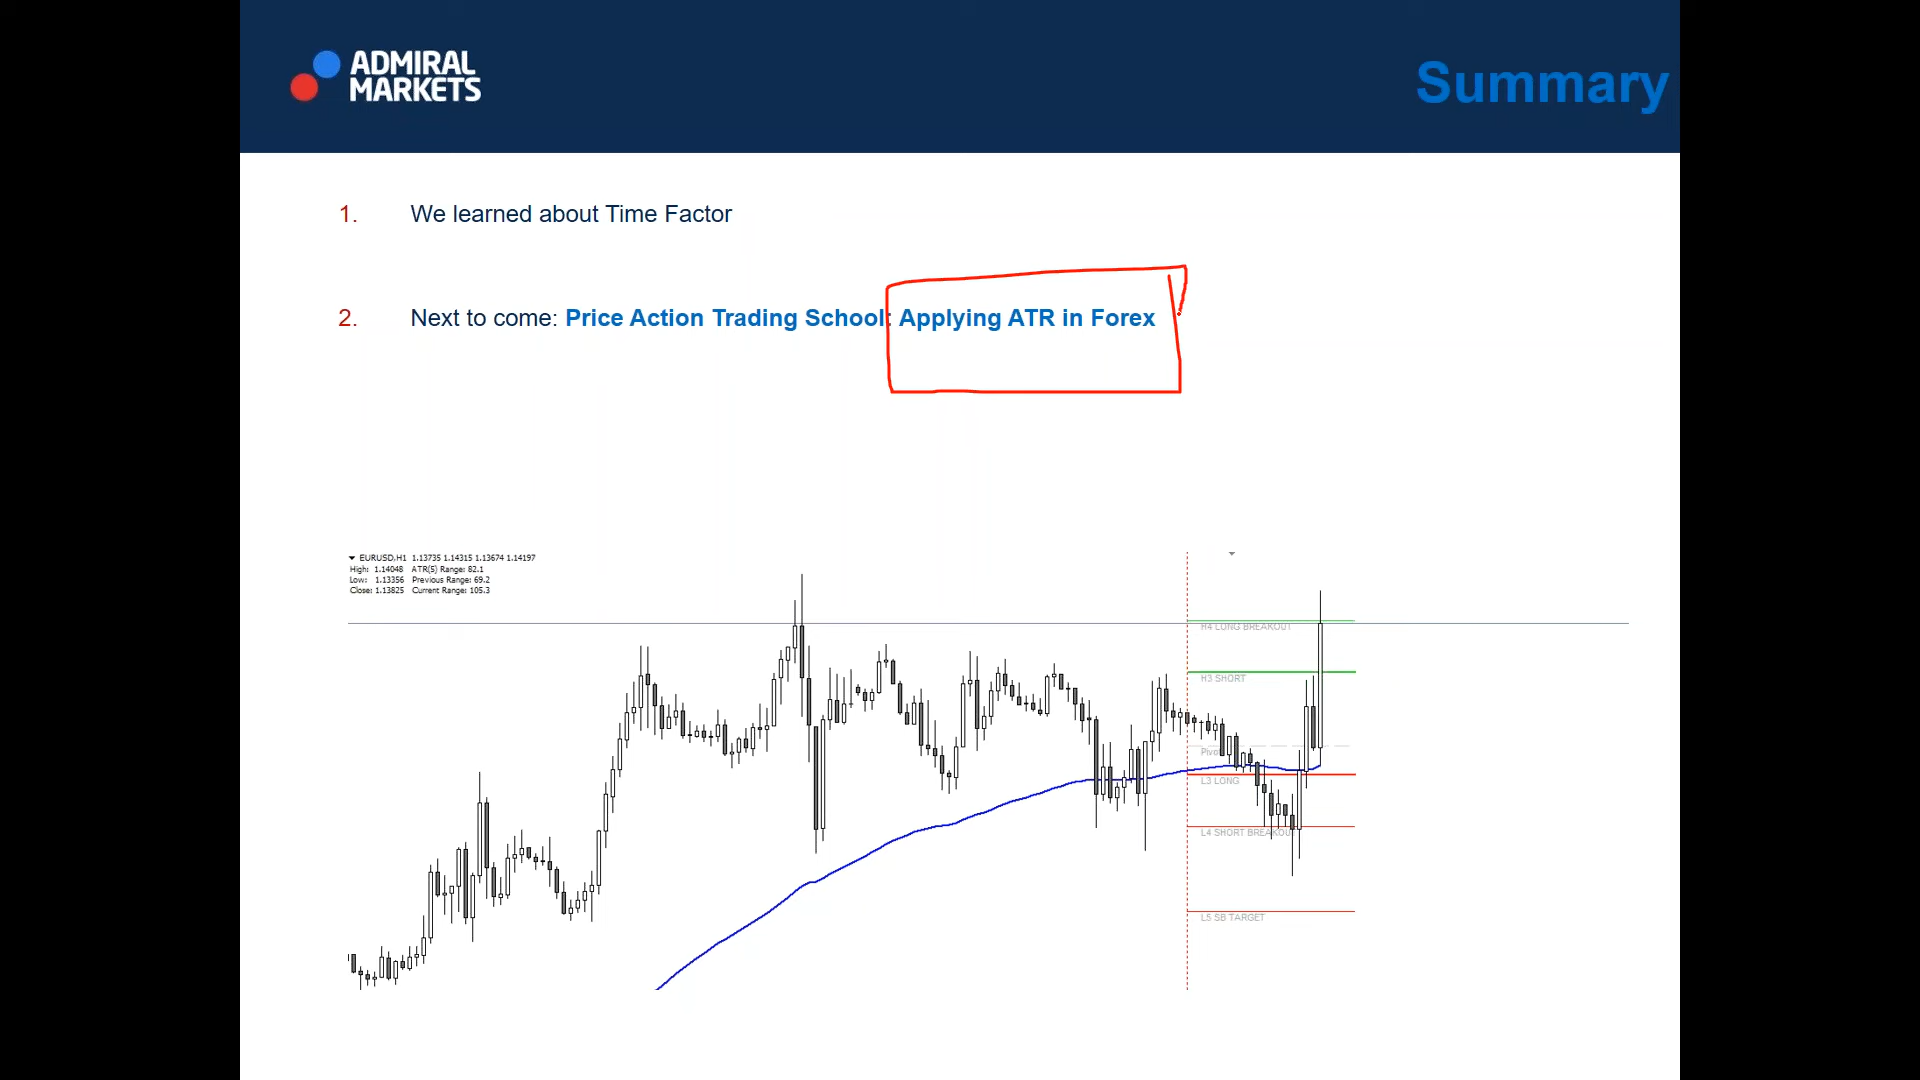 ADMIRAL
MARKETS
Summary
1. We learned about Time Factor
2. Next to come: Price Action Trading School: Applying ATR in Forex
EURUSD,H1 1.13735 1.14315 1.13674 1.14197
High: 1.14048 ATR(5) Range: 82.1
Low: 1.13356 Previous Range: 69.2
Close: 1.13825 Current Range: 105.3
H4 LONG BREAKOUT
H3 SHORT
L3 LONG
L4 SHORT BREAKOUT
L5 SB TARGET